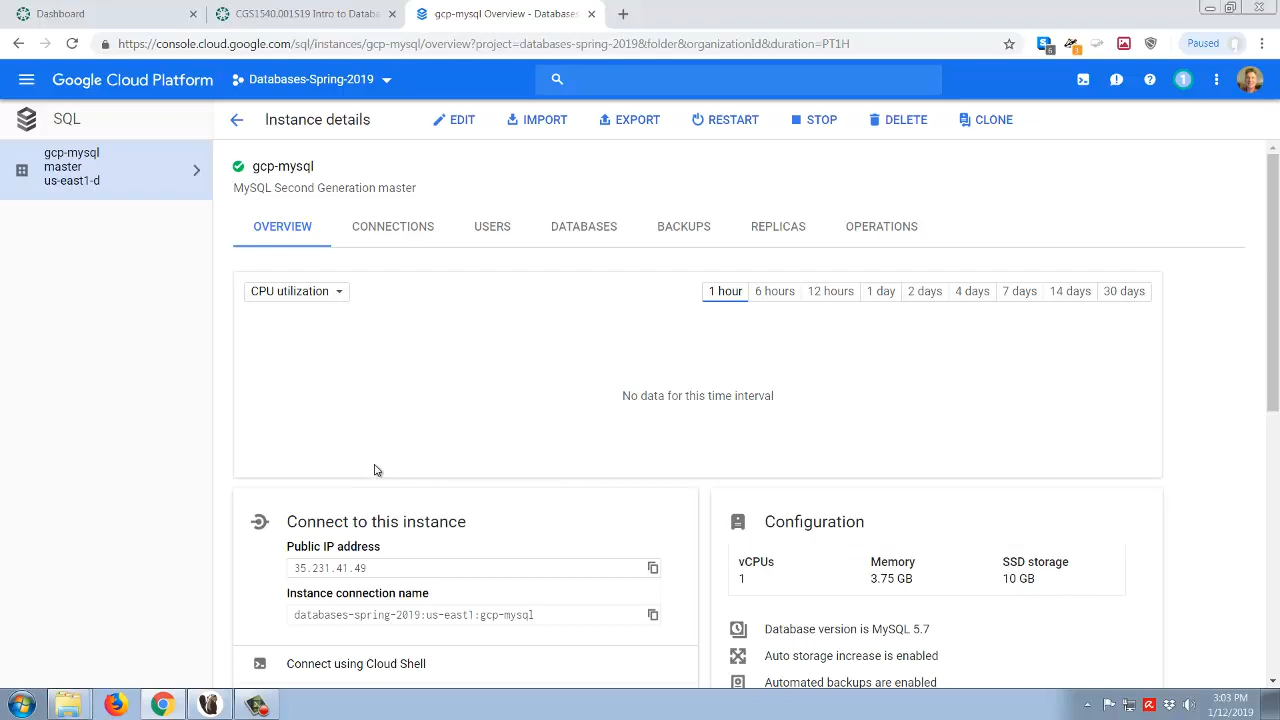 Dashboard
CGS1540.001S19 Intro to Databa
gcp-mysql Overview - Databases
https://console.cloud.google.com/sql/instances/gcp-mysql/overview?project=databases-spring-2019&folder&organizationId&duration=PT1H
6
1
Paused
Google Cloud Platform
Databases-Spring-2019
1
SQL
Instance details
EDIT
IMPORT
EXPORT
RESTART
STOP
DELETE
CLONE
gcp-mysql
master
us-east1-d
gcp-mysql
MySQL Second Generation master
OVERVIEW
CONNECTIONS
USERS
DATABASES
BACKUPS
REPLICAS
OPERATIONS
CPU utilization
1 hour
6 hours
12 hours
1 day
2 days
4 days
7 days
14 days
30 days
No data for this time interval
Connect to this instance
Public IP address
35.231.41.49
Instance connection name
databases-spring-2019:us-east1:gcp-mysql
Connect using Cloud Shell
Configuration
vCPUs
Memory
SSD storage
1
3.75 GB
10 GB
Database version is MySQL 5.7
Auto storage increase is enabled
Automated backups are enabled
3:03 PM
1/12/2019